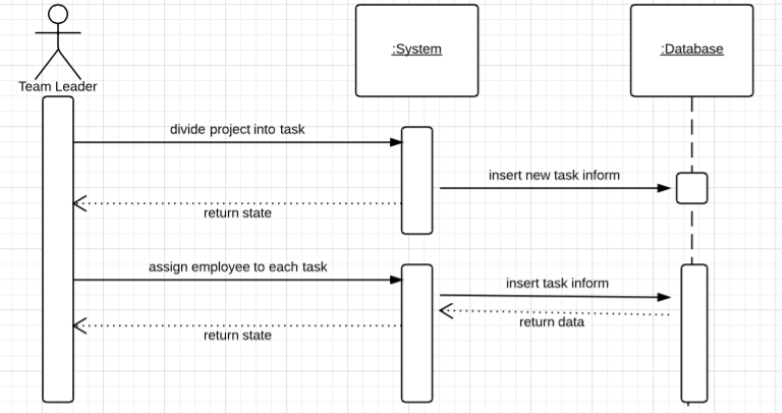 :System
:Database
Team Leader
divide project into task
insert new task inform
return state
assign employee to each task
insert task inform
return data
return state